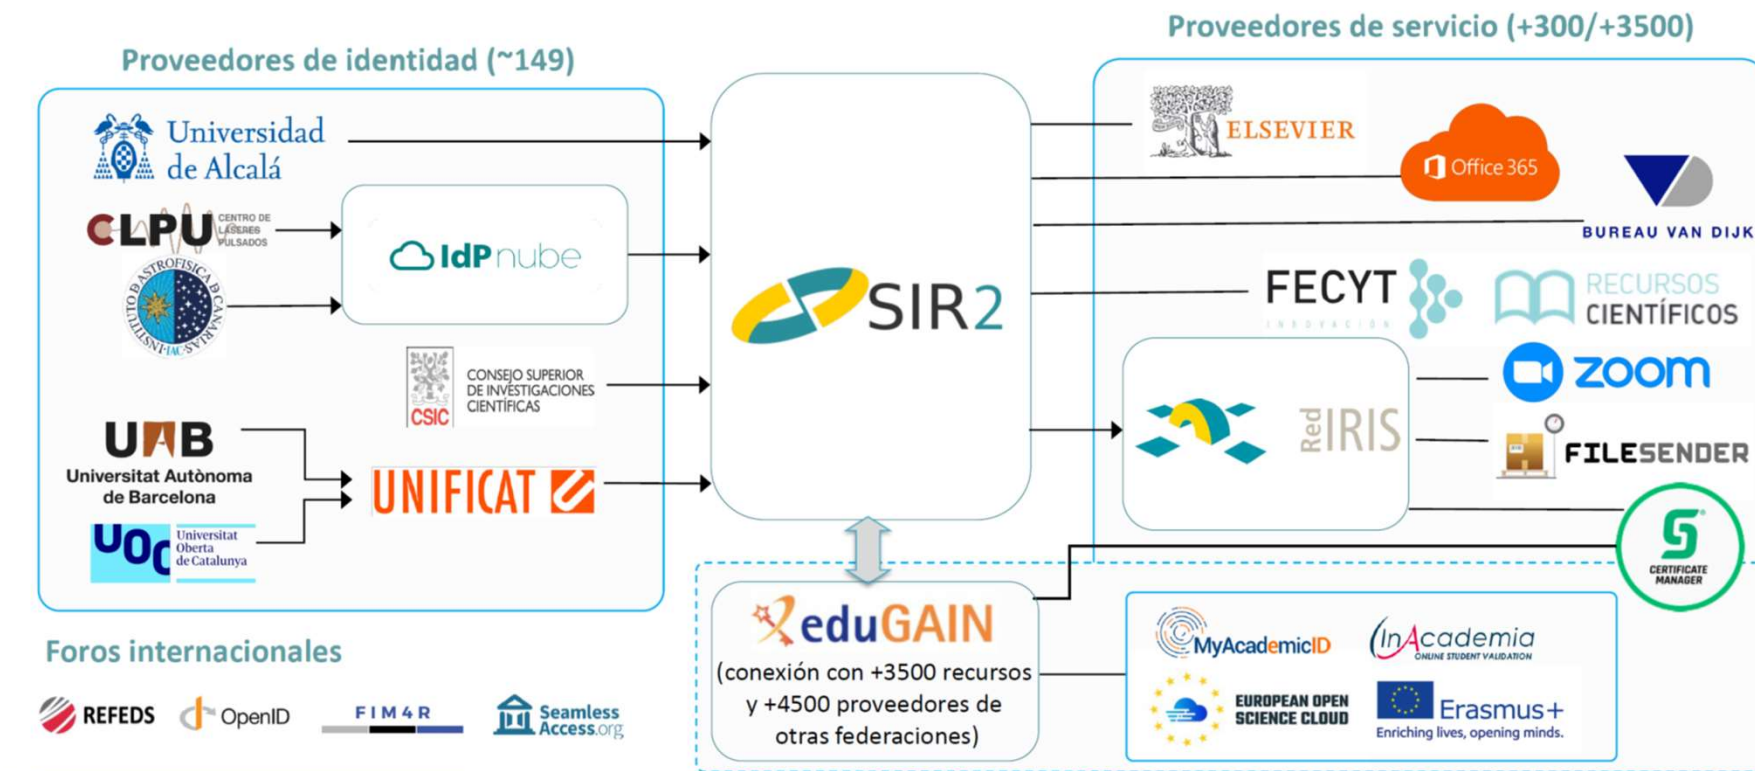 Proveedores de identidad (~149)
Universidad
de Alcalá
CLPU
CENTRO DE
LÁSERES
PULSADOS
INSTITUTO DE ASTROFISICA DE CANARIAS
·IAC·
IdPnube
CSIC
CONSEJO SUPERIOR
DE INVESTIGACIONES
CIENTÍFICAS
UAB
Universitat Autònoma
de Barcelona
UNIFICAT
UOC
Universitat
Oberta
de Catalunya
SIR2
Proveedores de servicio (+300/+3500)
ELSEVIER
Office 365
BUREAU VAN DIJK
FECYT
INNOVACIÓN
RECURSOS
CIENTÍFICOS
Red
IRIS
zoom
FILESENDER
S
CERTIFICATE
MANAGER
eduGAIN
(conexión con +3500 recursos
y +4500 proveedores de
otras federaciones)
MyAcademicID
InAcademia
ONLINE STUDENT VALIDATION
EUROPEAN OPEN
SCIENCE CLOUD
Erasmus+
Enriching lives, opening minds.
Foros internacionales
REFEDS
OpenID
FIM4R
Seamless
Access.org